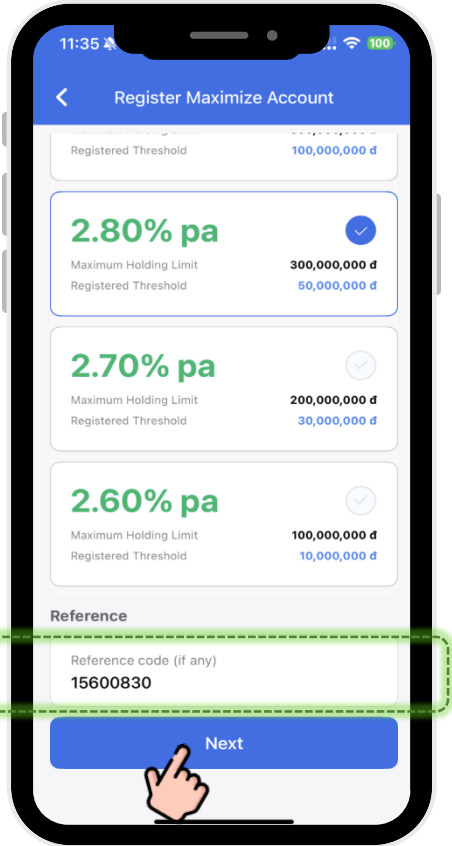 11:35
100
Register Maximize Account
Registered Threshold 100,000,000 đ
2.80% pa
Maximum Holding Limit 300,000,000 đ
Registered Threshold 50,000,000 đ
2.70% pa
Maximum Holding Limit 200,000,000 đ
Registered Threshold 30,000,000 đ
2.60% pa
Maximum Holding Limit 100,000,000 đ
Registered Threshold 10,000,000 đ
Reference
Reference code (if any)
15600830
Next